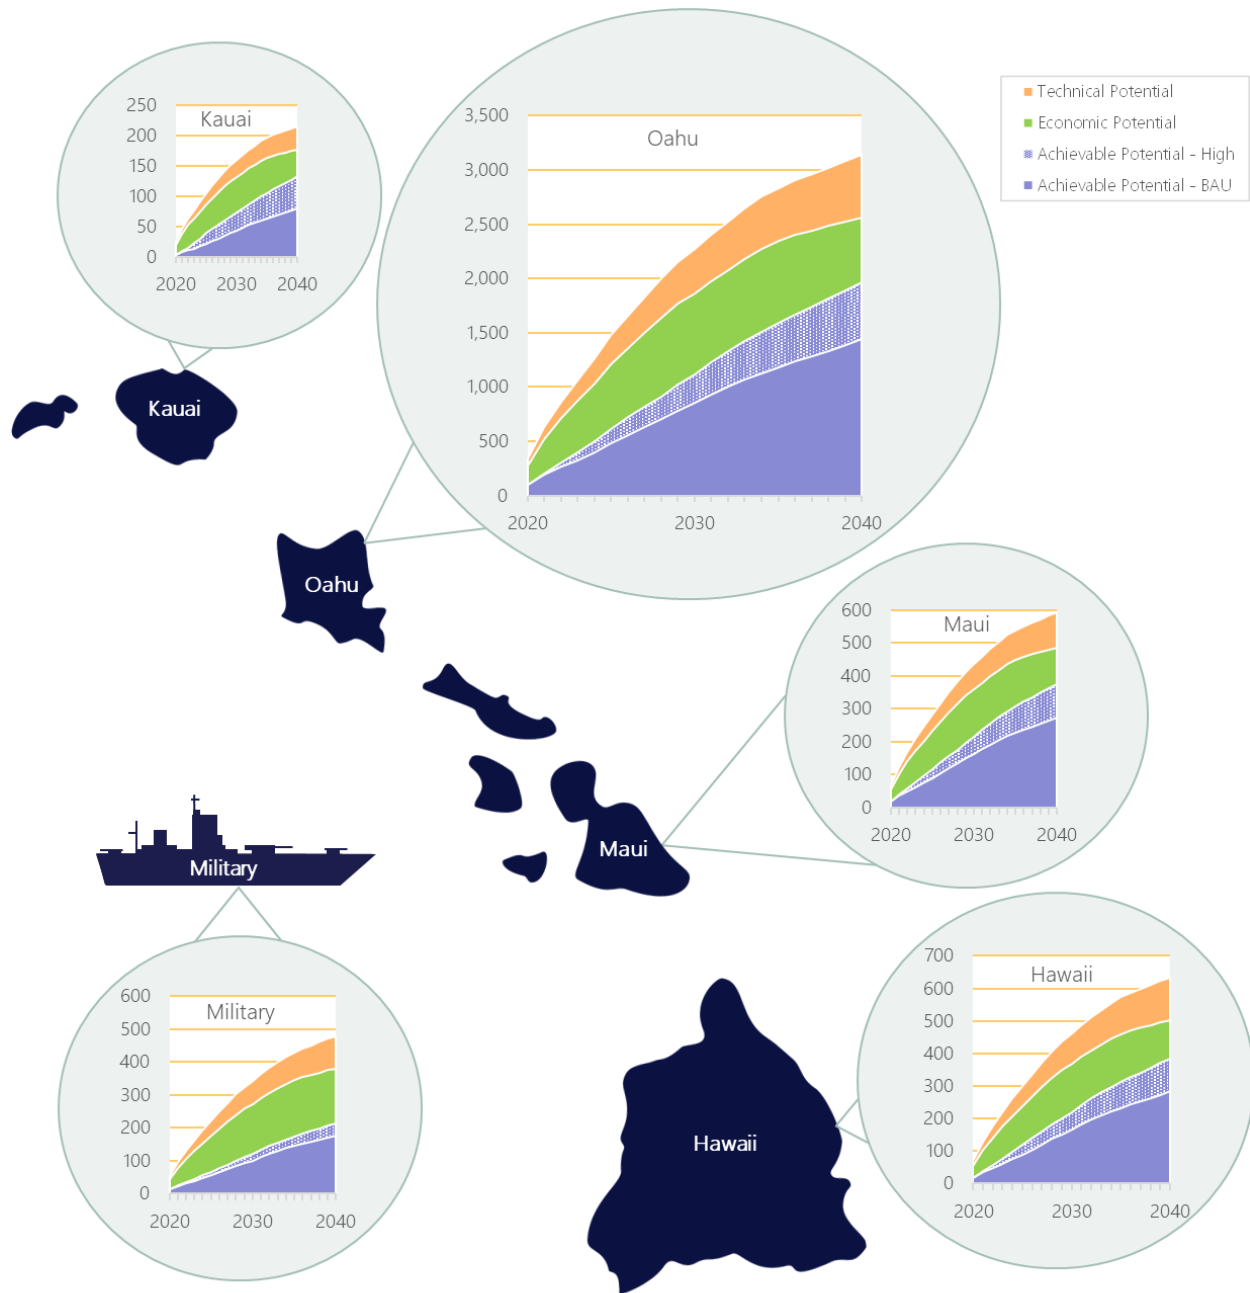 Technical Potential
Economic Potential
Achievable Potential - High
Achievable Potential - BAU
250
200
150
100
50
0
Kauai
2020 2030 2040
3,500
3,000
2,500
2,000
1,500
1,000
500
0
Oahu
2020 2030 2040
Kauai
Oahu
600
500
400
300
200
100
0
Maui
2020 2030 2040
Maui
Military
600
500
400
300
200
100
0
Military
2020 2030 2040
700
600
500
400
300
200
100
0
Hawaii
2020 2030 2040
Hawaii